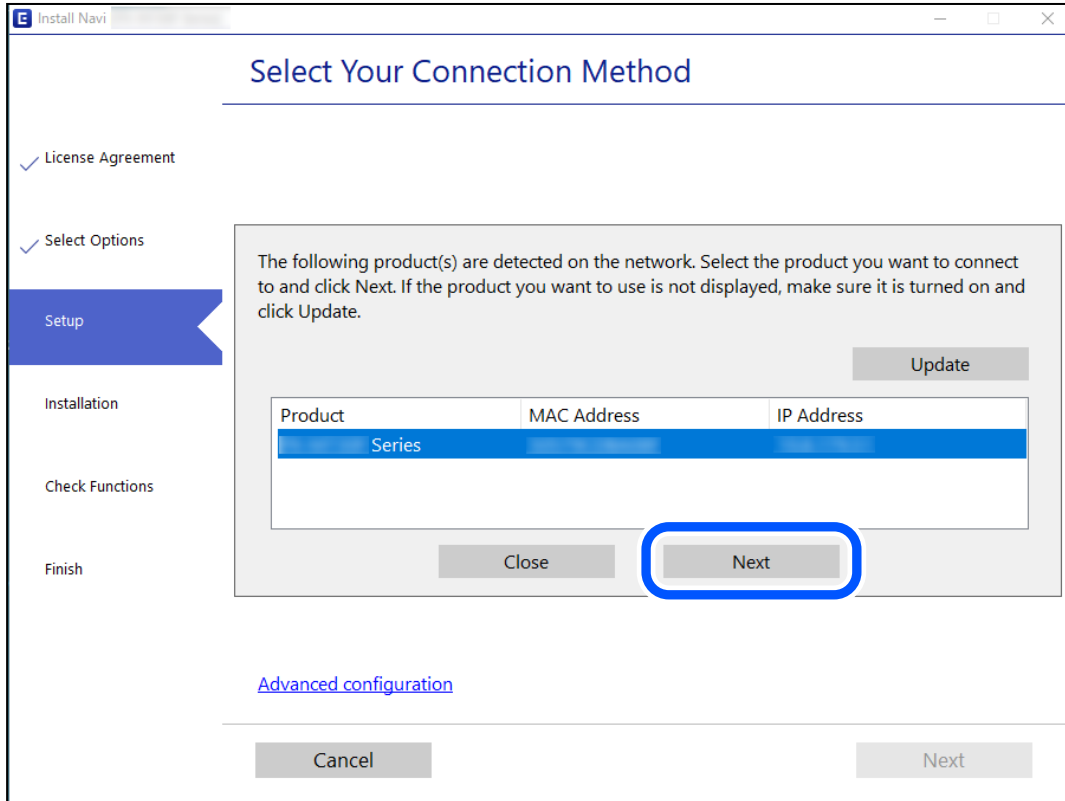 E Install Navi
Select Your Connection Method
License Agreement
Select Options
Setup
Installation
Check Functions
Finish
The following product(s) are detected on the network. Select the product you want to connect
to and click Next. If the product you want to use is not displayed, make sure it is turned on and
click Update.
Update
Product MAC Address IP Address
Series
Close Next
Advanced configuration
Cancel Next